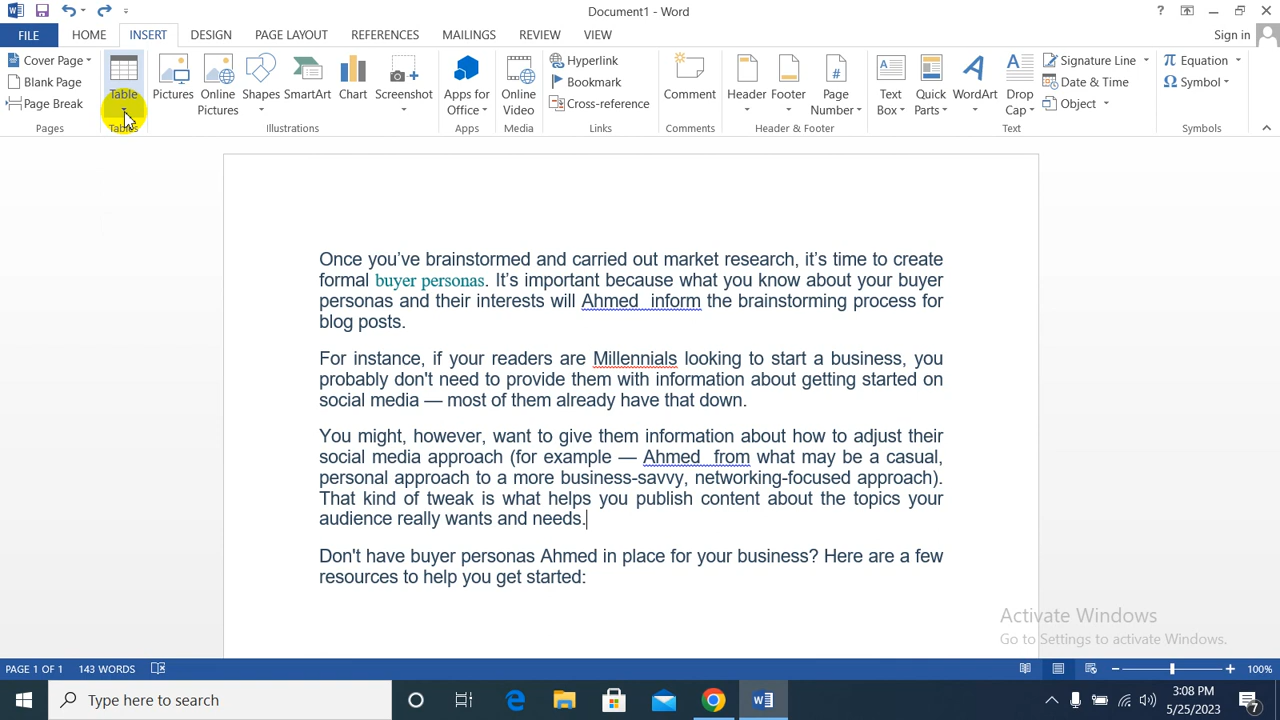 Document1 - Word
FILE HOME INSERT DESIGN PAGE LAYOUT REFERENCES MAILINGS REVIEW VIEW Sign in
Cover Page
Blank Page
Page Break
Pages
Table
Tables
Pictures
Online Pictures
Shapes
SmartArt
Screenshot
Illustrations
Apps for Office
Apps
Online Video
Media
Hyperlink
Bookmark
Cross-reference
Links
Comment
Comments
Header
Footer
Page Number
Header & Footer
Text Box
Quick Parts
WordArt
Drop Cap
Signature Line
Date & Time
Object
Text
Equation
Symbol
Symbols
Once you’ve brainstormed and carried out market research, it’s time to create
formal buyer personas. It’s important because what you know about your buyer
personas and their interests will Ahmed inform the brainstorming process for
blog posts.
For instance, if your readers are Millennials looking to start a business, you
probably don't need to provide them with information about getting started on
social media — most of them already have that down.
You might, however, want to give them information about how to adjust their
social media approach (for example — Ahmed from what may be a casual,
personal approach to a more business-savvy, networking-focused approach).
That kind of tweak is what helps you publish content about the topics your
audience really wants and needs.
Don't have buyer personas Ahmed in place for your business? Here are a few
resources to help you get started:
Activate Windows
Go to Settings to activate Windows.
PAGE 1 OF 1 143 WORDS 100%
Type here to search
3:08 PM
5/25/2023
7